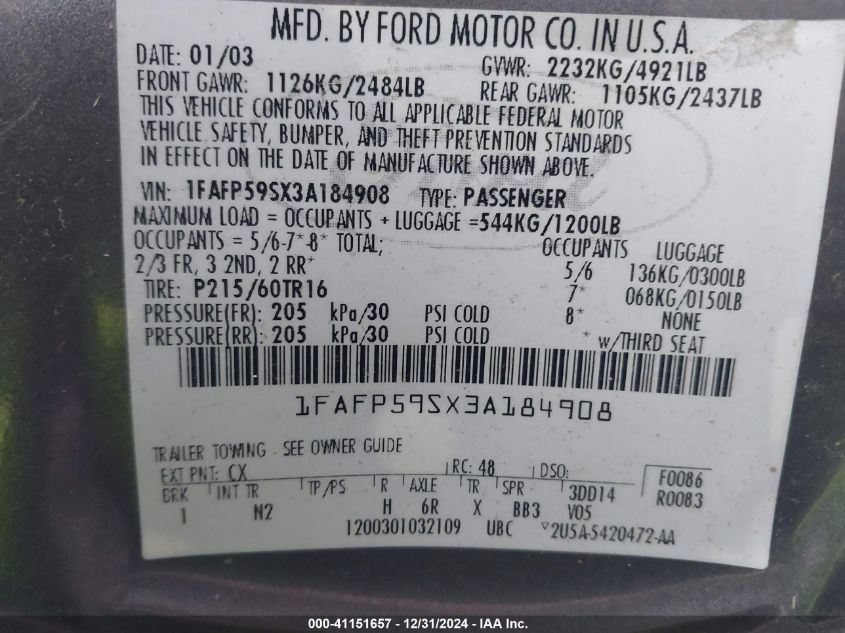 MFD. BY FORD MOTOR CO. IN U.S.A.
DATE: 01/03 GVWR: 2232KG/4921LB
FRONT GAWR: 1126KG/2484LB REAR GAWR: 1105KG/2437LB
THIS VEHICLE CONFORMS TO ALL APPLICABLE FEDERAL MOTOR
VEHICLE SAFETY, BUMPER, AND THEFT PREVENTION STANDARDS
IN EFFECT ON THE DATE OF MANUFACTURE SHOWN ABOVE.
VIN: 1FAFP59SX3A184908 TYPE: PASSENGER
MAXIMUM LOAD = OCCUPANTS + LUGGAGE =544KG/1200LB
OCCUPANTS = 5/6-7*-8* TOTAL; OCCUPANTS LUGGAGE
2/3 FR, 3 2ND, 2 RR* 5/6 136KG/0300LB
TIRE: P215/60TR16 7* 068KG/0150LB
PRESSURE(FR): 205 kPa/30 PSI COLD 8* NONE
PRESSURE(RR): 205 kPa/30 PSI COLD * w/THIRD SEAT
1FAFP59SX3A184908
TRAILER TOWING - SEE OWNER GUIDE
EXT PNT: CX RC: 48 DSO: F0086
BRK INT TR TP/PS R AXLE TR SPR 3DD14 R0083
1 N2 H 6R X BB3 V05
1200301032109 UBC 2U5A-5420472-AA
000-41151657 - 12/31/2024 - IAA Inc.